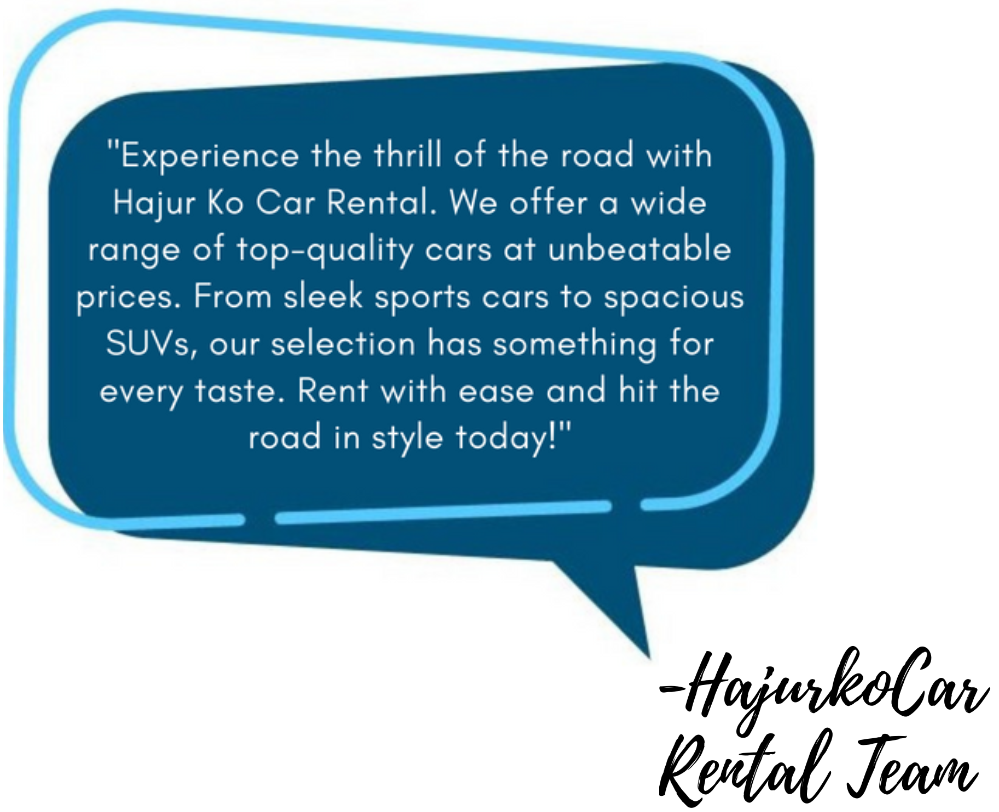 "Experience the thrill of the road with
Hajur Ko Car Rental. We offer a wide
range of top-quality cars at unbeatable
prices. From sleek sports cars to spacious
SUVs, our selection has something for
every taste. Rent with ease and hit the
road in style today!"
-HajurkoCar
Rental Team